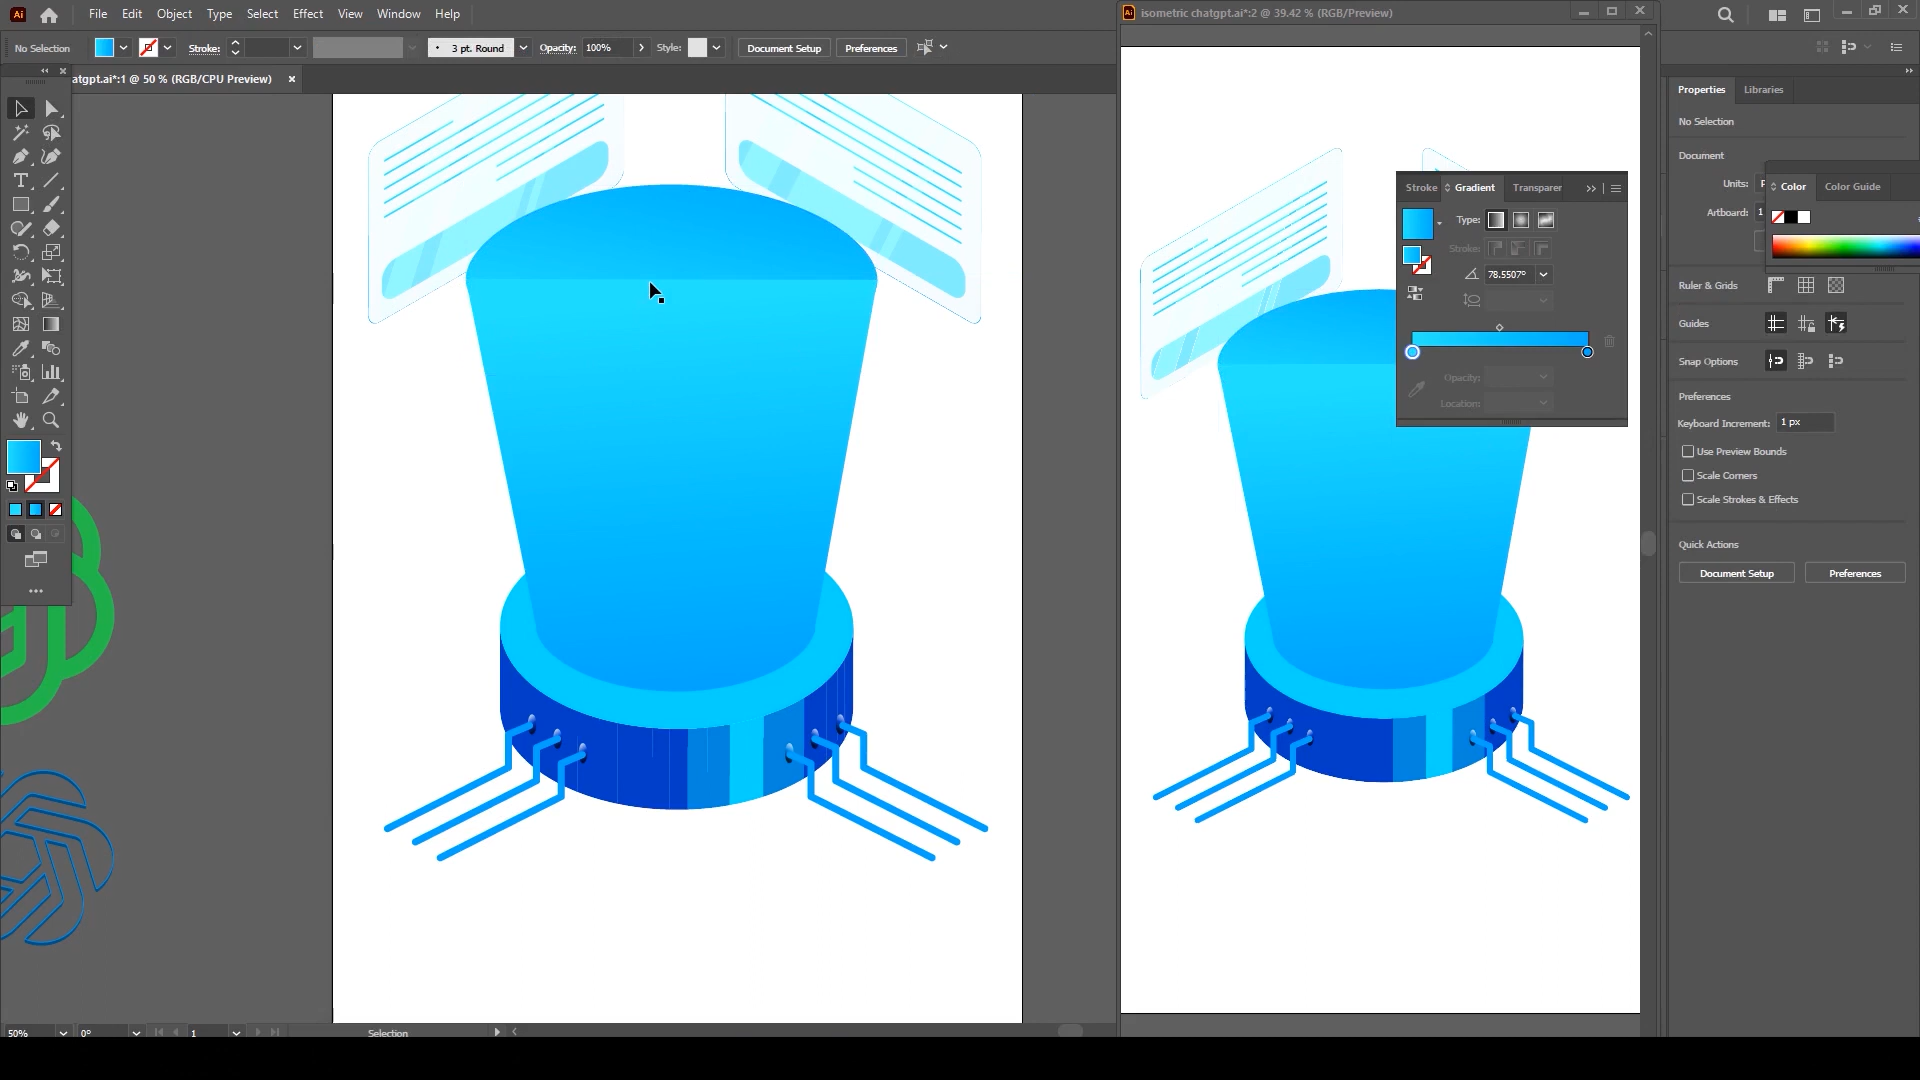 Ai File Edit Object Type Select Effect View Window Help
Ai isometric chatgpt.ai*:2 @ 39.42 % (RGB/Preview)
No Selection Stroke: 3 pt. Round Opacity: 100% Style: Document Setup Preferences
atgpt.ai*:1 @ 50 % (RGB/CPU Preview)
Properties Libraries
No Selection
Document
Units:
Artboard: 1
Color Color Guide
Stroke Gradient Transparer
Type:
Stroke:
78.5507°
Opacity:
Location:
Ruler & Grids
Guides
Snap Options
Preferences
Keyboard Increment: 1 px
Use Preview Bounds
Scale Corners
Scale Strokes & Effects
Quick Actions
Document Setup Preferences
50% 0° 1 Selection